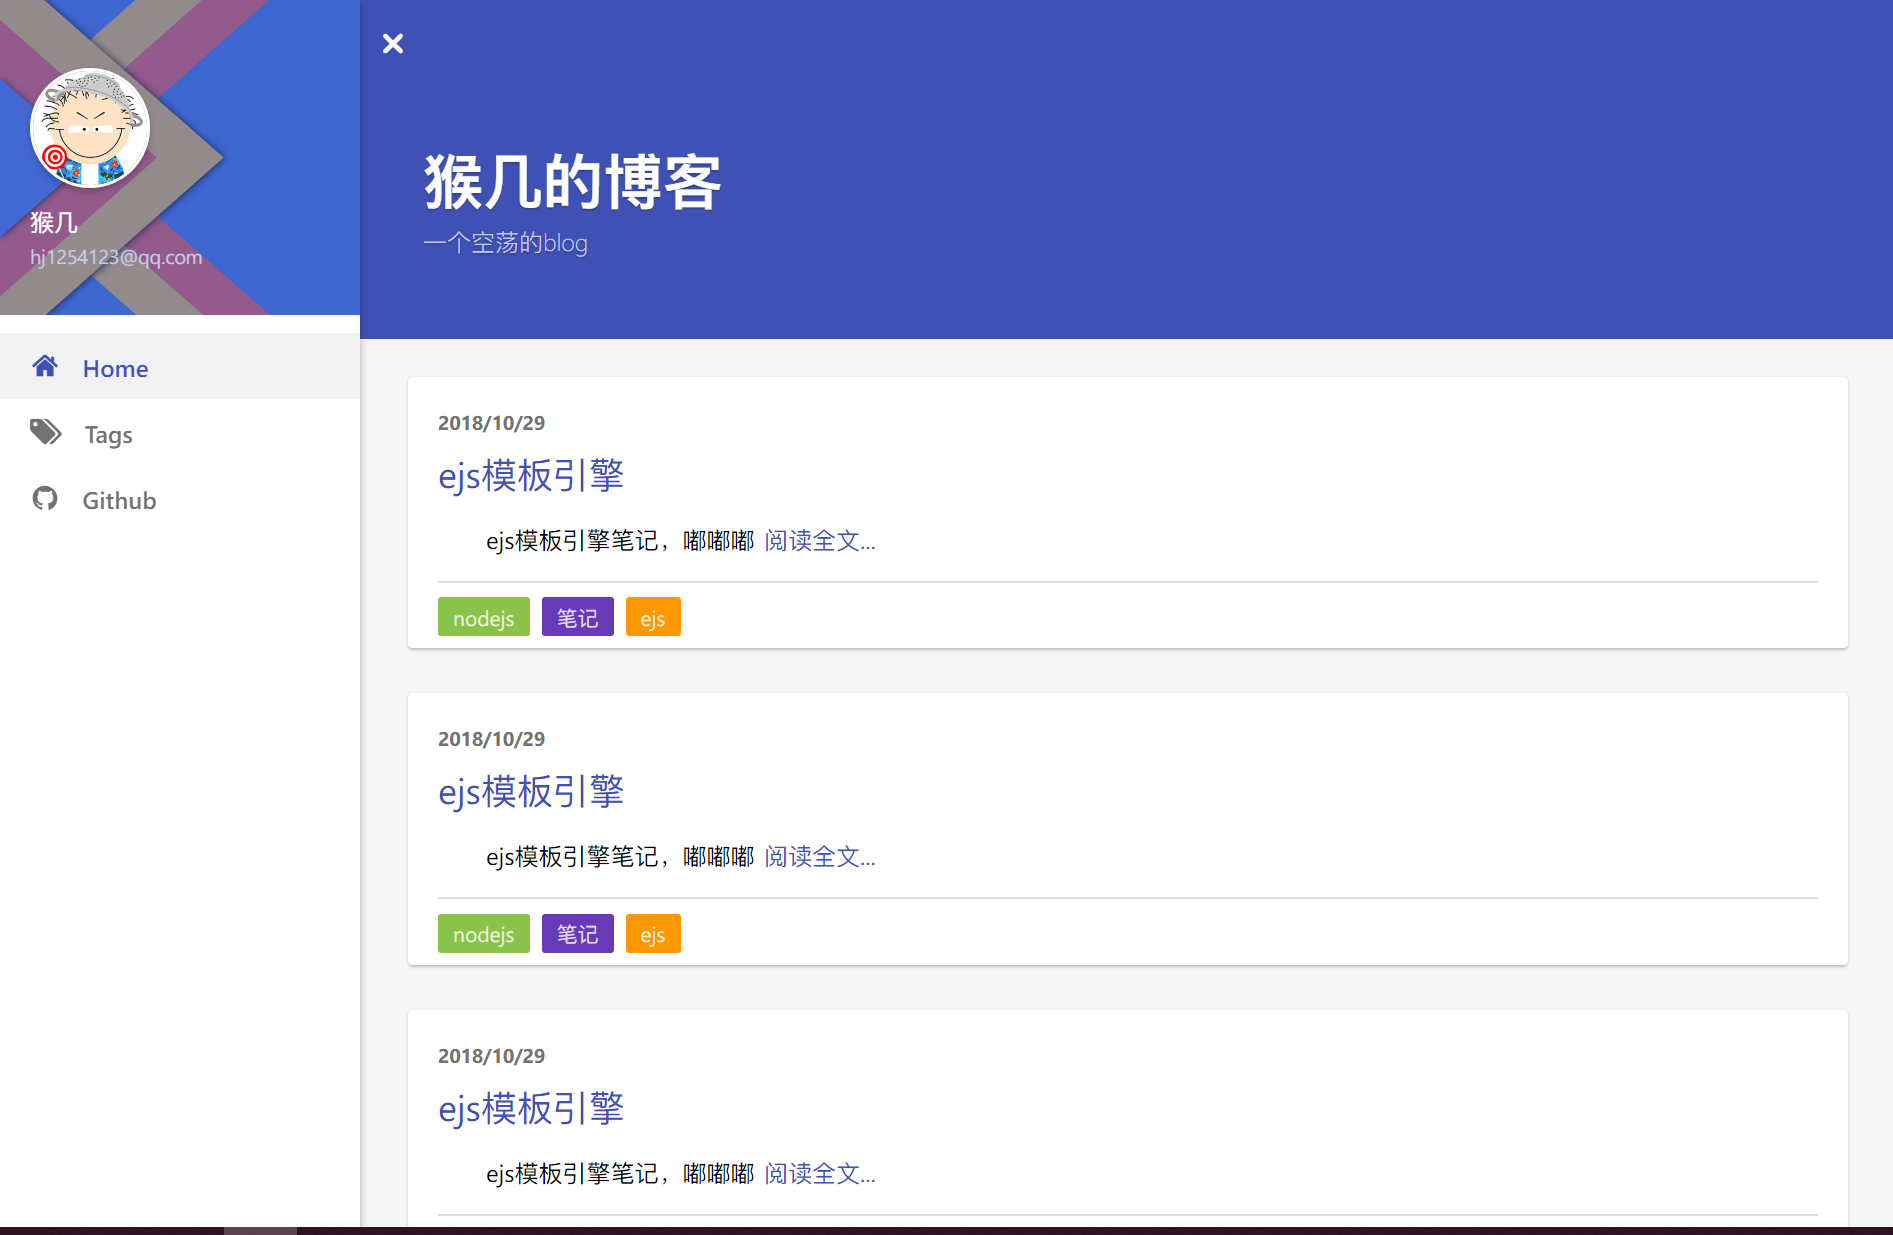 猴几
hj1254123@qq.com
Home
Tags
Github
猴几的博客
一个空荡的blog
2018/10/29
ejs模板引擎
ejs模板引擎笔记，嘟嘟嘟 阅读全文...
nodejs 笔记 ejs
2018/10/29
ejs模板引擎
ejs模板引擎笔记，嘟嘟嘟 阅读全文...
nodejs 笔记 ejs
2018/10/29
ejs模板引擎
ejs模板引擎笔记，嘟嘟嘟 阅读全文...